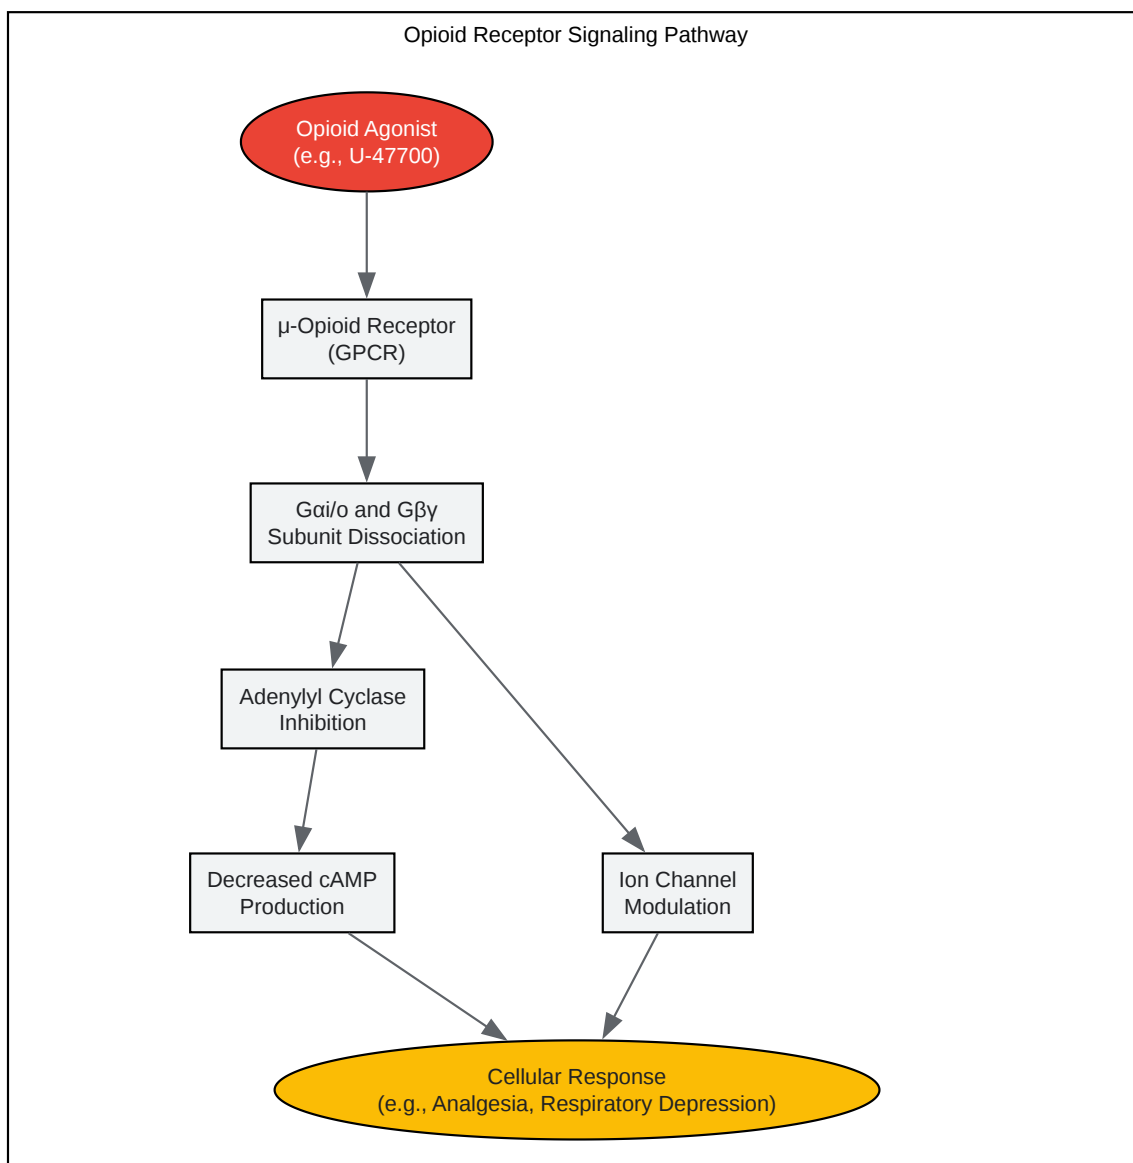 Opioid Receptor Signaling Pathway
Opioid Agonist
(e.g., U-47700)
μ-Opioid Receptor
(GPCR)
Gαi/o and Gβγ
Subunit Dissociation
Adenylyl Cyclase
Inhibition
Decreased cAMP
Production
Ion Channel
Modulation
Cellular Response
(e.g., Analgesia, Respiratory Depression)